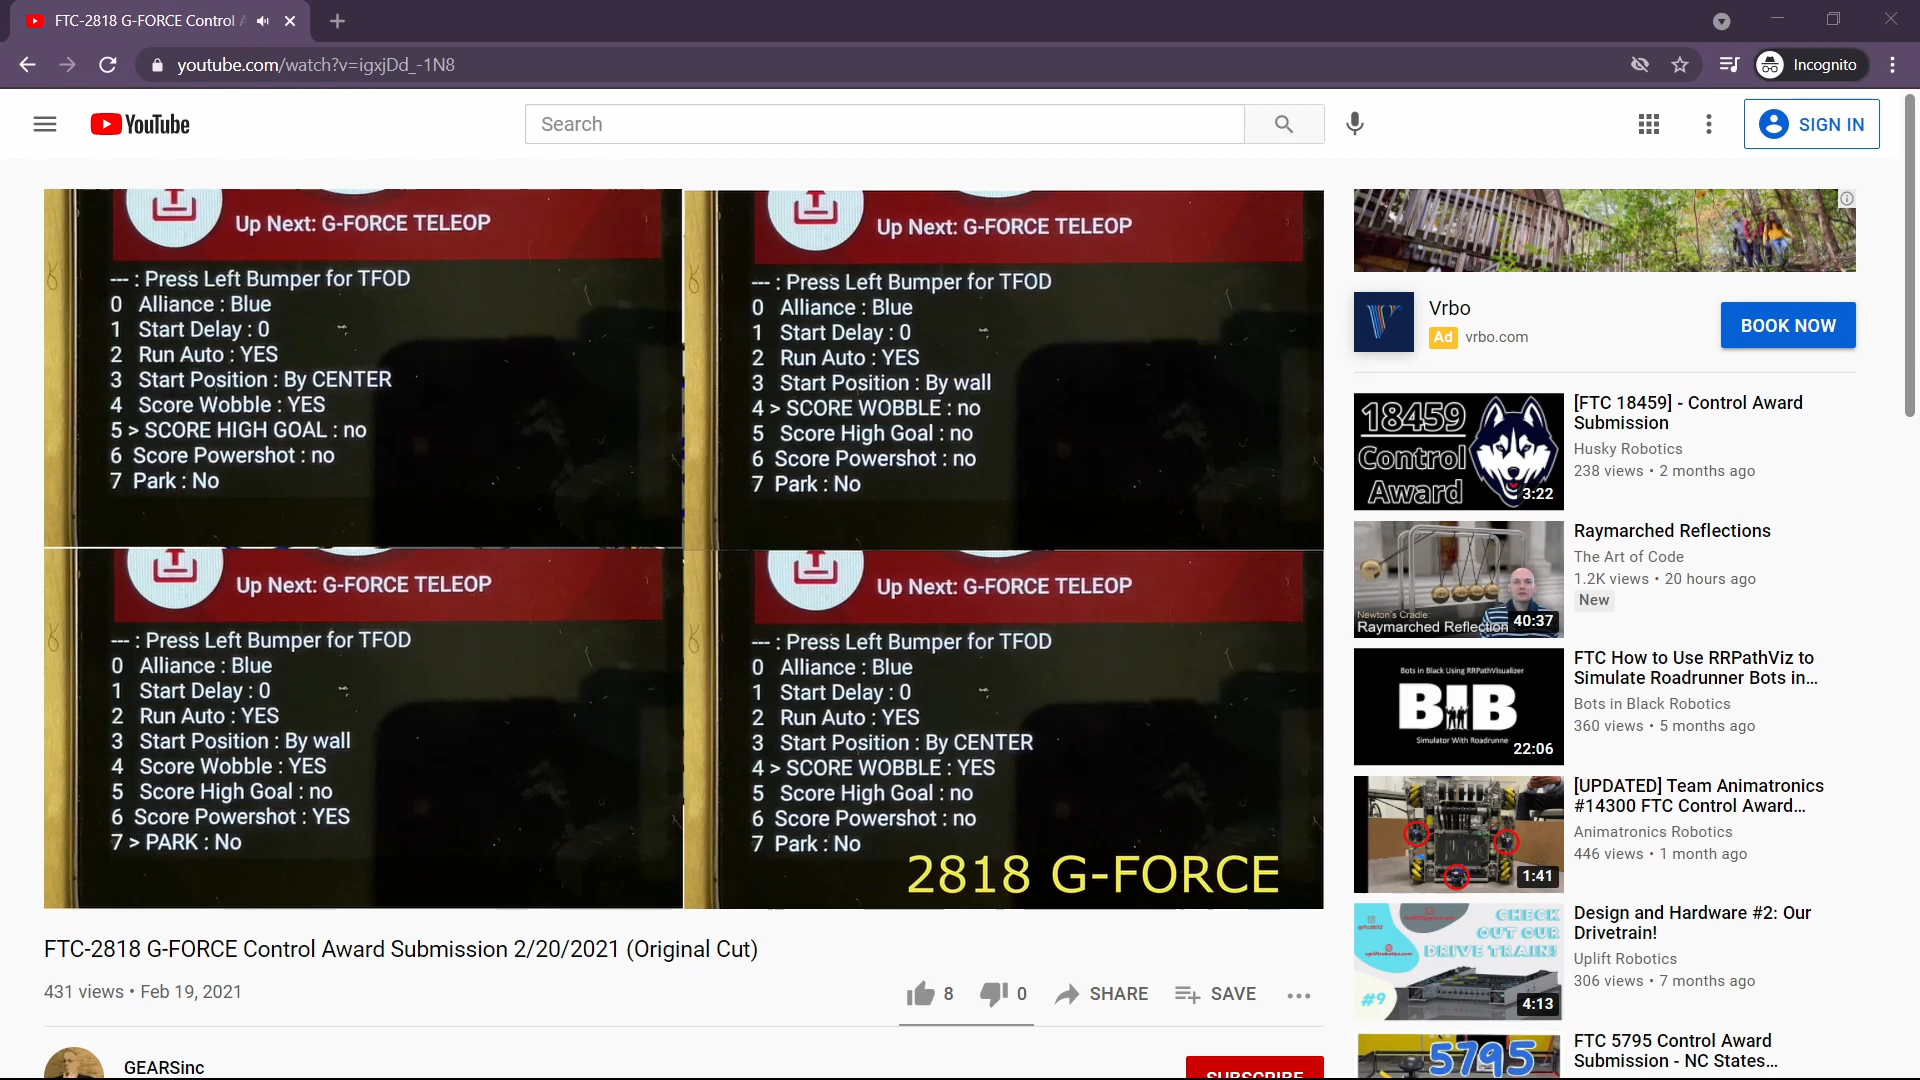 FTC-2818 G-FORCE Control A
youtube.com/watch?v=igxjDd_-1N8
Incognito
YouTube
Search
SIGN IN
Up Next: G-FORCE TELEOP
--- : Press Left Bumper for TFOD
0 Alliance : Blue
1 Start Delay : 0
2 Run Auto : YES
3 Start Position : By CENTER
4 Score Wobble : YES
5 > SCORE HIGH GOAL : no
6 Score Powershot : no
7 Park : No
Up Next: G-FORCE TELEOP
--- : Press Left Bumper for TFOD
0 Alliance : Blue
1 Start Delay : 0
2 Run Auto : YES
3 Start Position : By wall
4 > SCORE WOBBLE : no
5 Score High Goal : no
6 Score Powershot : no
7 Park : No
Up Next: G-FORCE TELEOP
--- : Press Left Bumper for TFOD
0 Alliance : Blue
1 Start Delay : 0
2 Run Auto : YES
3 Start Position : By wall
4 Score Wobble : YES
5 Score High Goal : no
6 Score Powershot : YES
7 > PARK : No
Up Next: G-FORCE TELEOP
--- : Press Left Bumper for TFOD
0 Alliance : Blue
1 Start Delay : 0
2 Run Auto : YES
3 Start Position : By CENTER
4 > SCORE WOBBLE : YES
5 Score High Goal : no
6 Score Powershot : no
7 Park : No
2818 G-FORCE
FTC-2818 G-FORCE Control Award Submission 2/20/2021 (Original Cut)
431 views • Feb 19, 2021
8
0
SHARE
SAVE
GEARSinc
SUBSCRIBE
Vrbo
Ad vrbo.com
BOOK NOW
18459
Control
Award
3:22
[FTC 18459] - Control Award
Submission
Husky Robotics
238 views • 2 months ago
Newton's Cradle:
Raymarched Reflection
40:37
Raymarched Reflections
The Art of Code
1.2K views • 20 hours ago
New
Bots in Black Using RRPathVisualizer
BIB
Simulator With Roadrunne
22:06
FTC How to Use RRPathViz to
Simulate Roadrunner Bots in...
Bots in Black Robotics
360 views • 5 months ago
1:41
[UPDATED] Team Animatronics
#14300 FTC Control Award...
Animatronics Robotics
446 views • 1 month ago
CHECK
OUT OUR
DRIVE TRAIN!
#9
4:13
Design and Hardware #2: Our
Drivetrain!
Uplift Robotics
306 views • 7 months ago
5795
FTC 5795 Control Award
Submission - NC States...